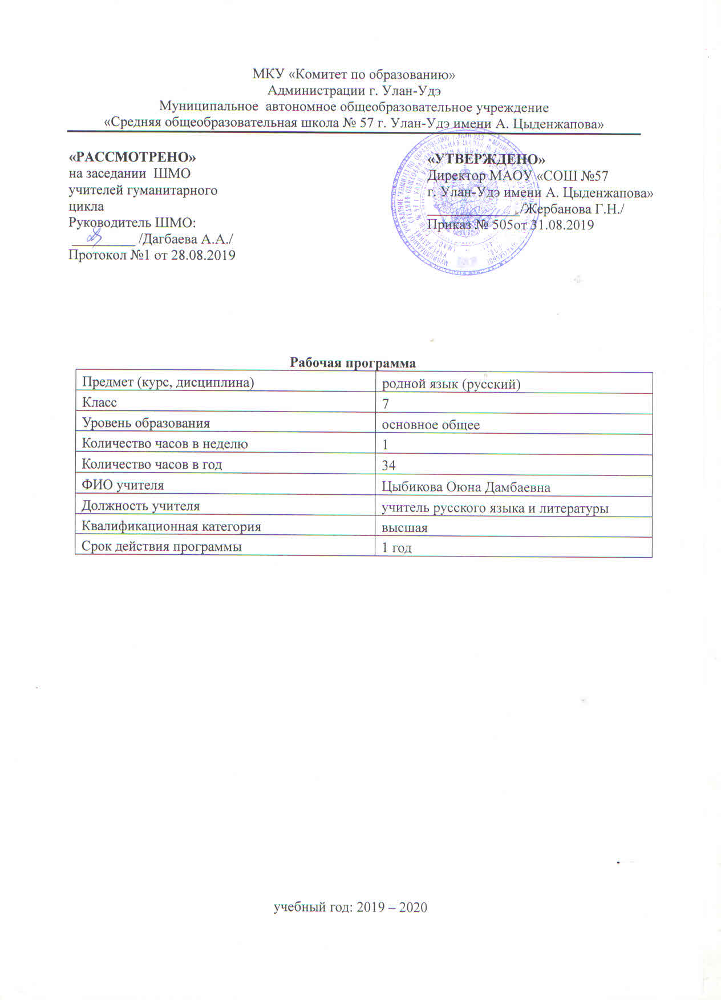 МКУ «Комитет по образованию»
Администрации г. Улан-Удэ
Муниципальное  автономное общеобразовательное учреждение
«Средняя общеобразовательная школа № 57 г. Улан-Удэ имени А. Цыденжапова»
«РАССМОТРЕНО»
на заседании  ШМО
учителей гуманитарного
цикла
Руководитель ШМО:
_________ /Дагбаева А.А./
Протокол №1 от 28.08.2019
«УТВЕРЖДЕНО»
Директор МАОУ «СОШ №57
г. Улан-Удэ имени А. Цыденжапова»
_____________/Жербанова Г.Н./
Приказ № 505от 31.08.2019
Рабочая программа
Предмет (курс, дисциплина) родной язык (русский)
Класс 7
Уровень образования основное общее
Количество часов в неделю 1
Количество часов в год 34
ФИО учителя Цыбикова Оюна Дамбаевна
Должность учителя учитель русского языка и литературы
Квалификационная категория высшая
Срок действия программы 1 год
учебный год: 2019 – 2020